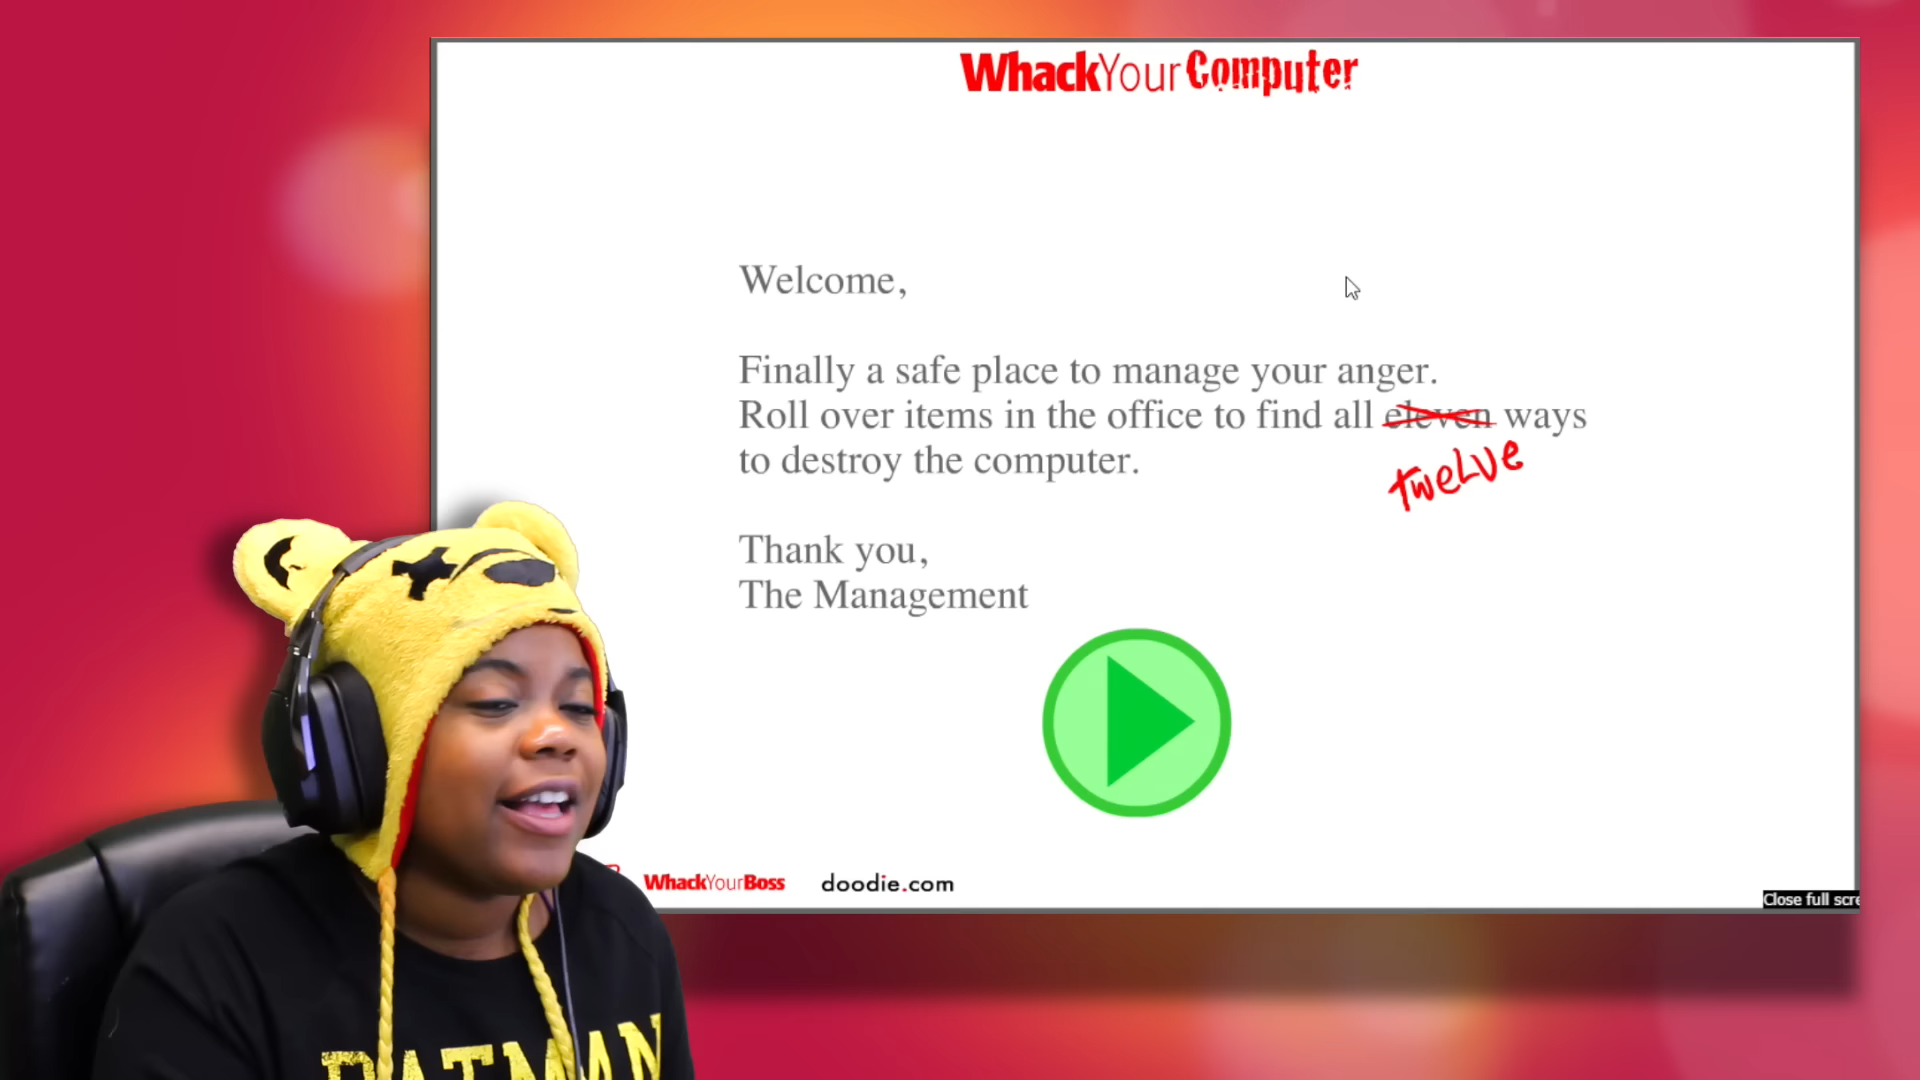 WhackYourComputer
Welcome,
Finally a safe place to manage your anger.
Roll over items in the office to find all eleven ways
twelve
to destroy the computer.
Thank you,
The Management
WhackYourBoss
doodie.com
Close full scre
BATMAN